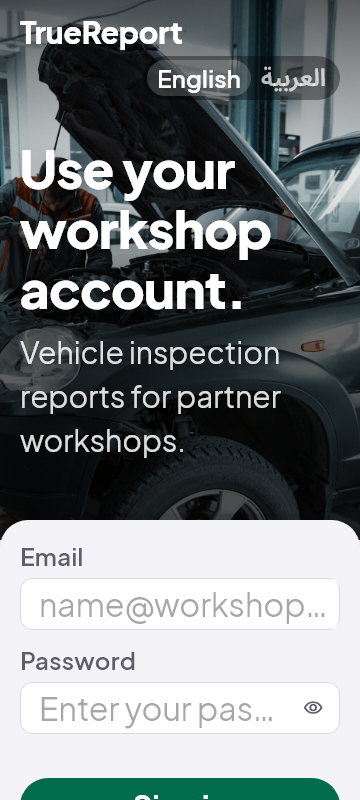 TrueReport
English العربية
Use your
workshop
account.
Vehicle inspection
reports for partner
workshops.
Email
name@workshop...
Password
Enter your pas...